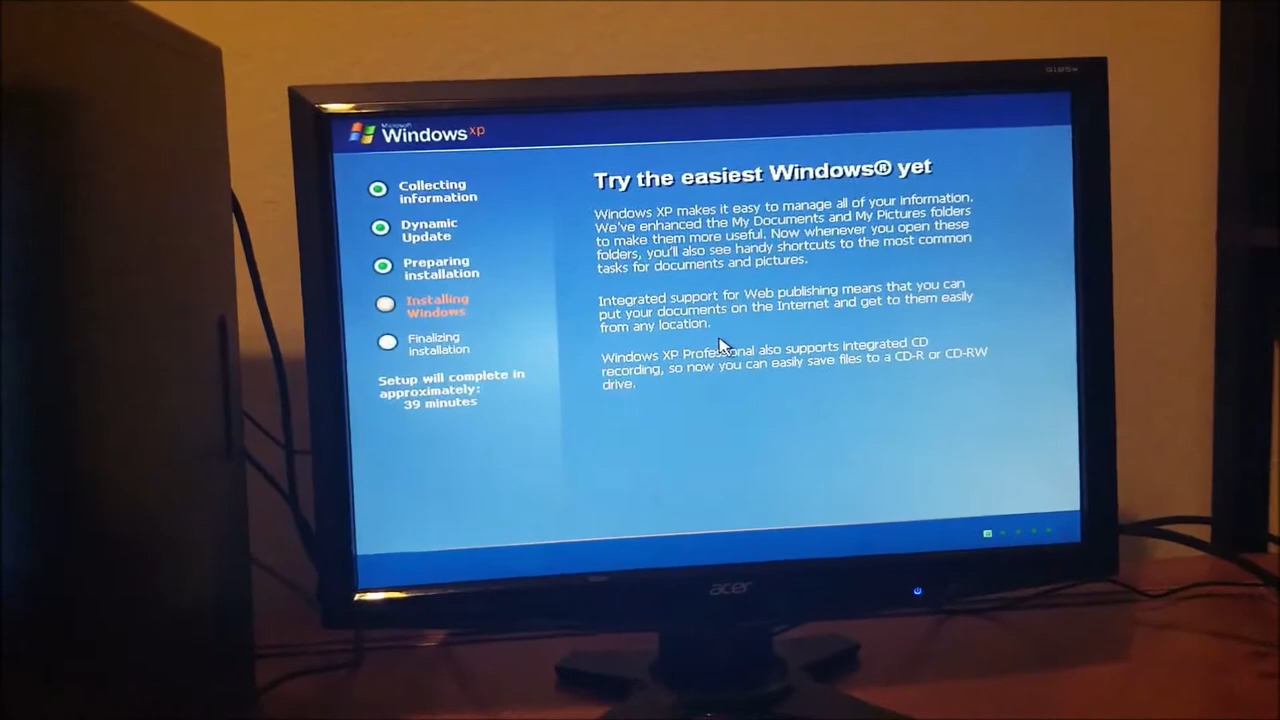 G185H
Microsoft
Windows xp
Collecting
information
Dynamic
Update
Preparing
installation
Installing
Windows
Finalizing
installation
Setup will complete in
approximately:
39 minutes
Try the easiest Windows® yet
Windows XP makes it easy to manage all of your information.
We've enhanced the My Documents and My Pictures folders
to make them more useful. Now whenever you open these
folders, you'll also see handy shortcuts to the most common
tasks for documents and pictures.
Integrated support for Web publishing means that you can
put your documents on the Internet and get to them easily
from any location.
Windows XP Professional also supports integrated CD
recording, so now you can easily save files to a CD-R or CD-RW
drive.
acer